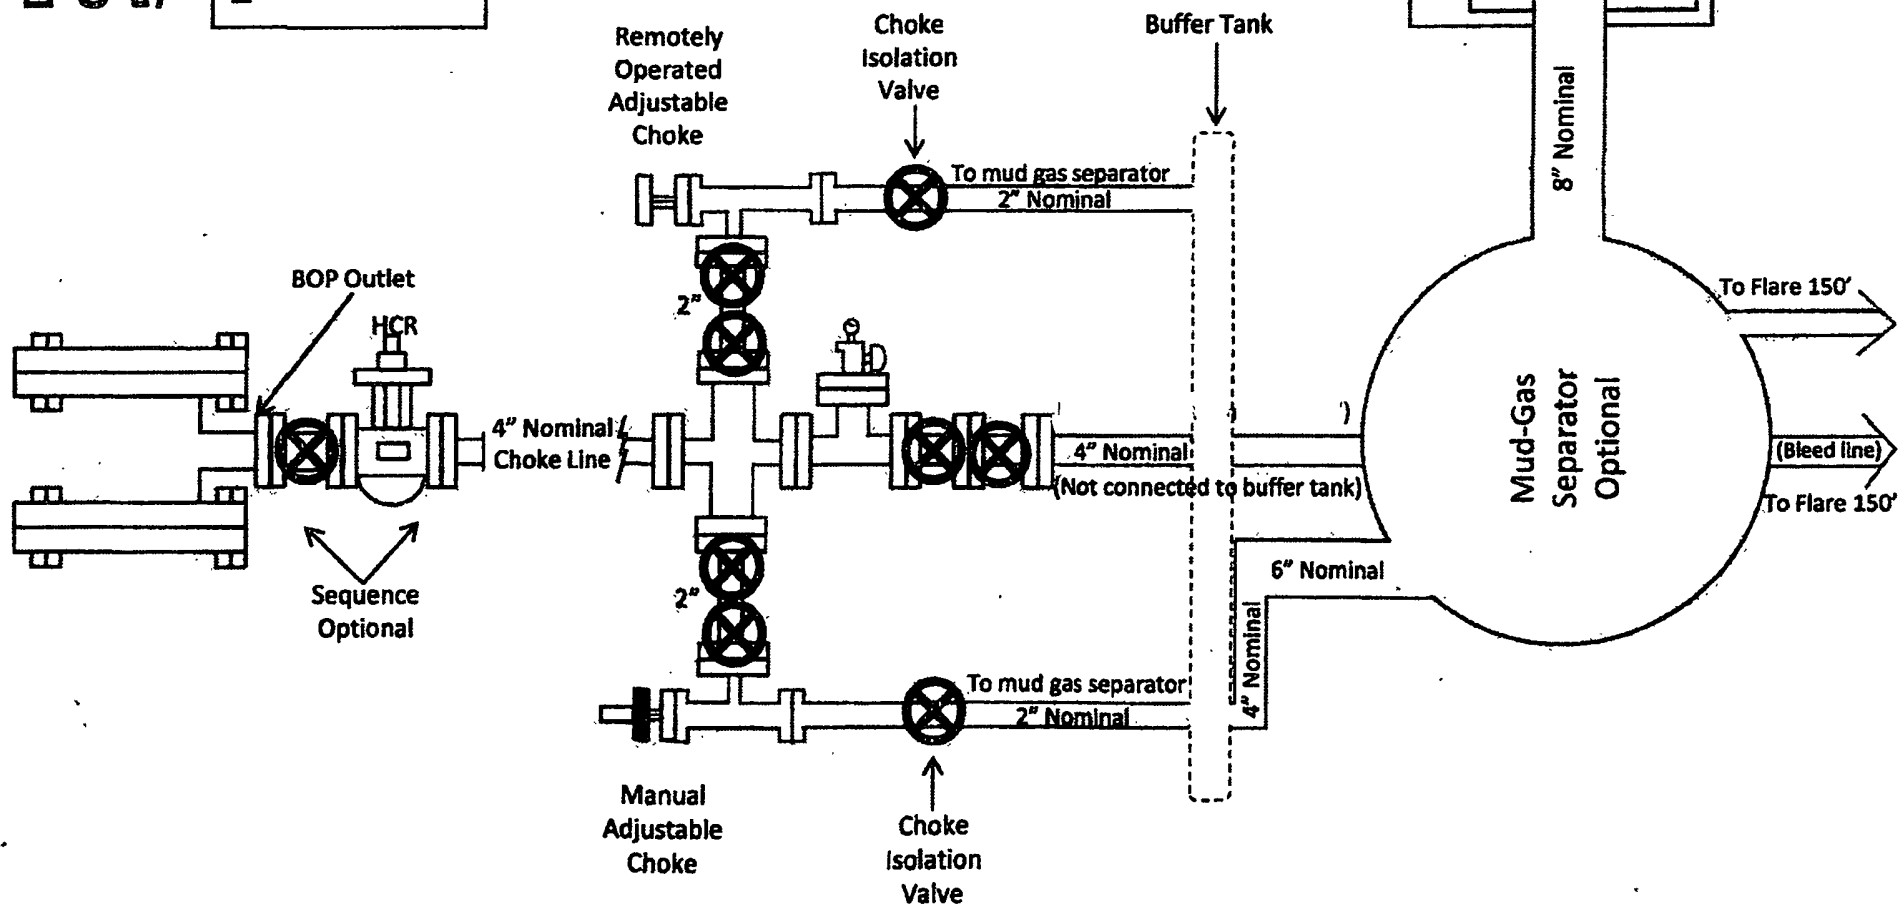 Remotely
Operated
Adjustable
Choke
Choke
Isolation
Valve
Buffer Tank
8" Nominal
To mud gas separator
2" Nominal
BOP Outlet
HCR
2"
To Flare 150'
4" Nominal
Choke Line
4" Nominal
(Not connected to buffer tank)
Mud-Gas
Separator
Optional
(Bleed line)
To Flare 150'
Sequence
Optional
2"
6" Nominal
4" Nominal
To mud gas separator
2" Nominal
Manual
Adjustable
Choke
Choke
Isolation
Valve